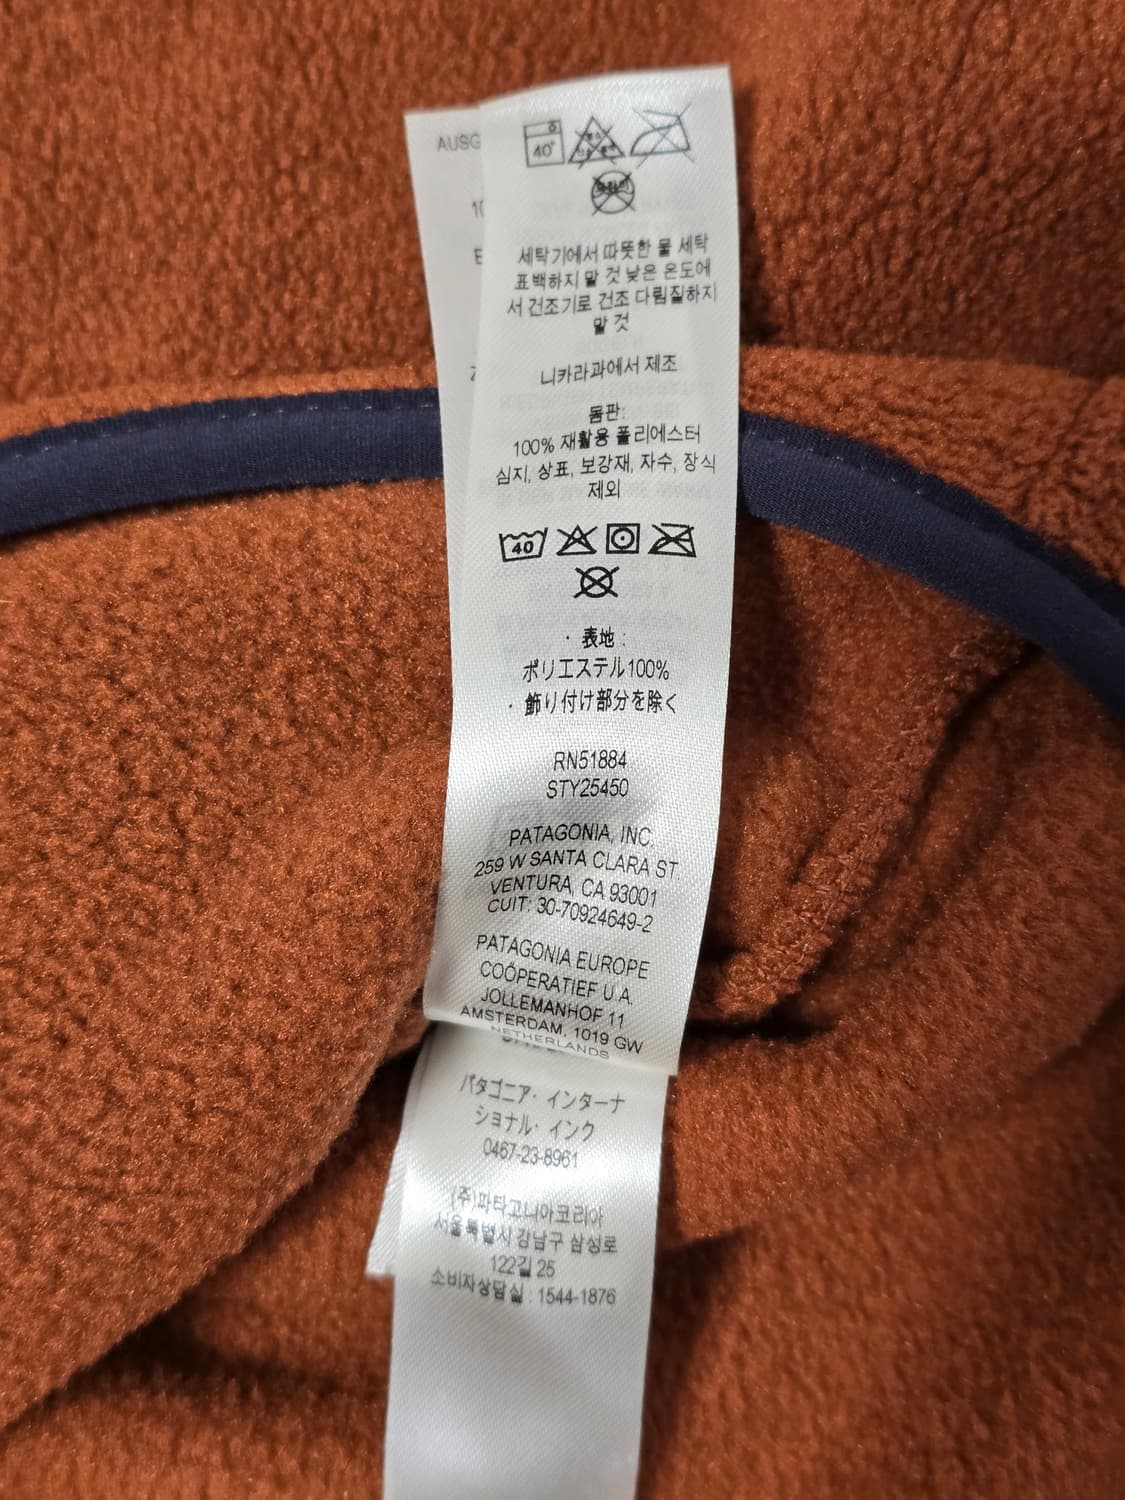 AUSG
40°
세탁기에서 따뜻한 물 세탁
표백하지 말 것 낮은 온도에
서 건조기로 건조 다림질하지
말 것
니카라과에서 제조
몸판:
100% 재활용 폴리에스터
심지, 상표, 보강재, 자수, 장식
제외
40
・ 表地 :
ポリエステル100%
・ 飾り付け部分を除く
RN51884
STY25450
PATAGONIA, INC.
259 W SANTA CLARA ST.
VENTURA, CA 93001
CUIT: 30-70924649-2
PATAGONIA EUROPE
COÓPERATIEF U.A.
JOLLEMANHOF 11
AMSTERDAM, 1019 GW
NETHERLANDS
パタゴニア・インターナ
ショナル・インク
0467-23-8961
(주)파타고니아코리아
서울특별시 강남구 삼성로
122길 25
소비자상담실 : 1544-1876